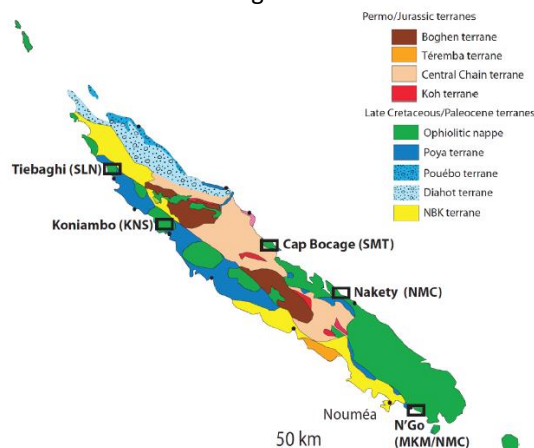 Permo/Jurassic terranes
Boghen terrane
Téremba terrane
Central Chain terrane
Koh terrane
Late Cretaceous/Paleocene terranes
Ophiolitic nappe
Poya terrane
Pouébo terrane
Diahot terrane
NBK terrane
Tiebaghi (SLN)
Koniambo (KNS)
Cap Bocage (SMT)
Nakety (NMC)
Nouméa
N'Go
(MKM/NMC)
50 km